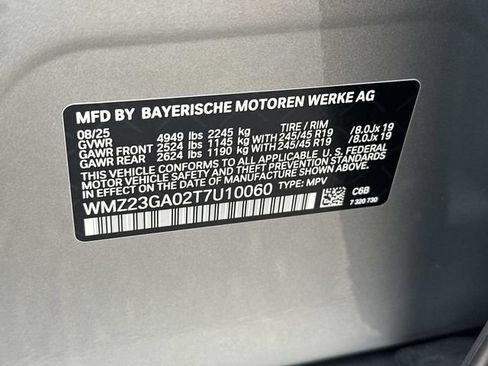 MFD BY BAYERISCHE MOTOREN WERKE AG
08/25 TIRE / RIM
GVWR 4949 lbs 2245 kg
GAWR FRONT 2524 lbs 1145 kg WITH 245/45 R19 /8.0Jx 19
GAWR REAR 2624 lbs 1190 kg WITH 245/45 R19 /8.0Jx 19
THIS VEHICLE CONFORMS TO ALL APPLICABLE U.S. FEDERAL
MOTOR VEHICLE SAFETY AND THEFT PREVENTION STANDARDS
IN EFFECT ON THE DATE OF MANUFACTURE SHOWN ABOVE.
WMZ23GA02T7U10060 TYPE: MPV
C6B
7 320 730